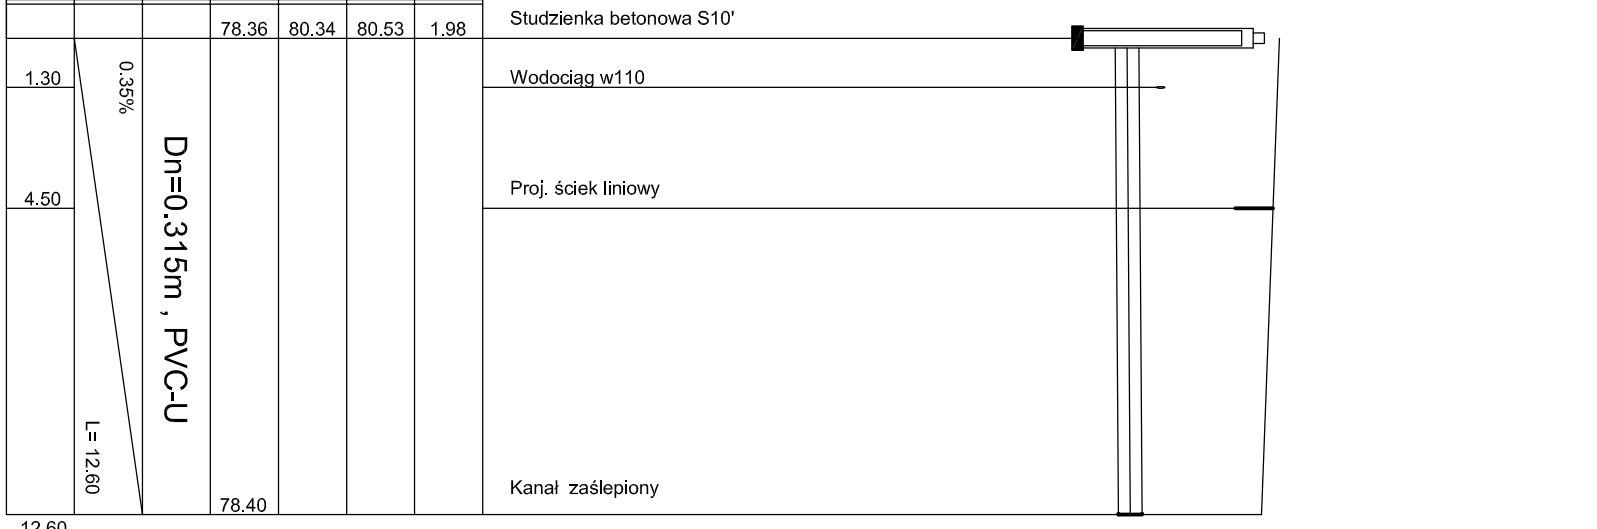 Studzienka betonowa S10'
78.36 80.34 80.53 1.98
1.30
0.35%
Wodociąg w110
Dn=0.315m , PVC-U
4.50
Proj. ściek liniowy
L= 12.60
Kanał zaślepiony
78.40
12.60